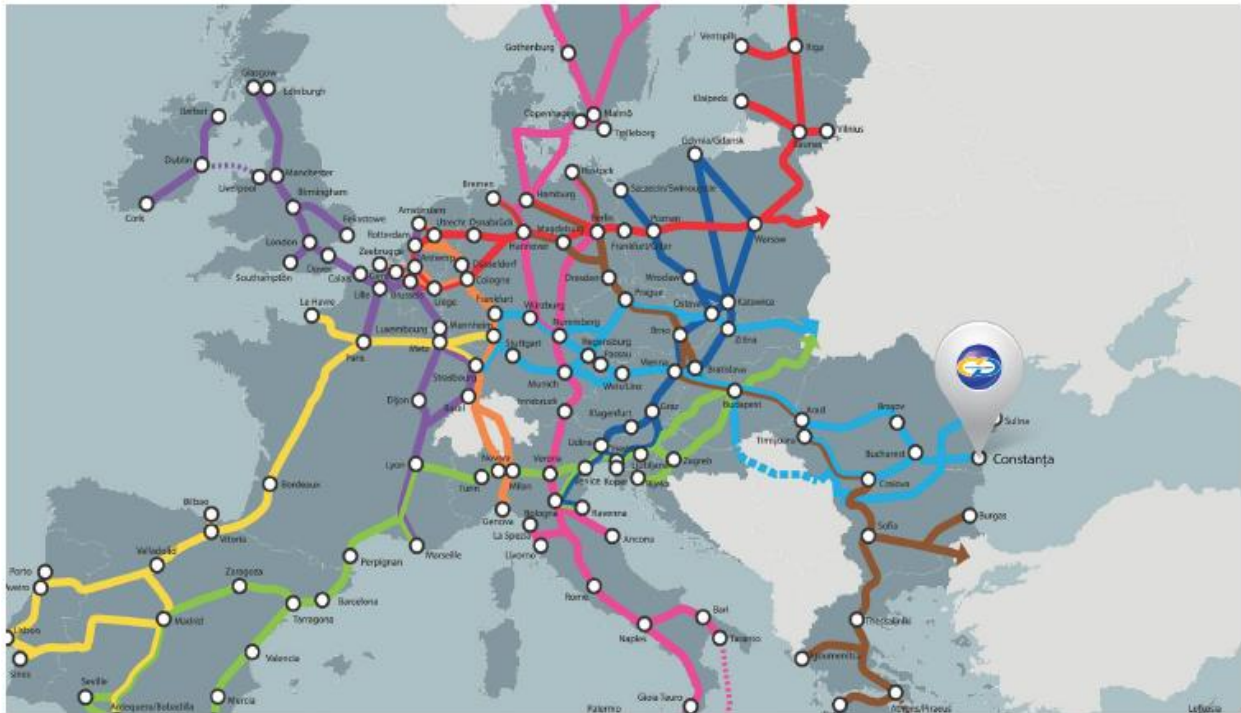 Gothenburg
Ventspils
Riga
Glasgow
Edinburgh
Klaipeda
Belfast
Copenhagen
Malmö
Trelleborg
Vilnius
Kaunas
Gdynia/Gdansk
Dublin
Manchester
Liverpool
Rostock
Bremen
Hamburg
Szczecin/Swinoujscie
Birmingham
Cork
Felixstowe
Amsterdam
Utrecht
Osnabrück
Magdeburg
Berlin
Poznan
Rotterdam
Hannover
Frankfurt/Oder
London
Zeebrugge
Antwerp
Southampton
Dover
Calais
Düsseldorf
Dresden
Wroclaw
Cologne
Lille
Brussels
Liège
Frankfurt
Prague
Katowice
Le Havre
Würzburg
Ostava
Luxembourg
Mannheim
Nuremberg
Brno
Zilina
Paris
Metz
Stuttgart
Regensburg
Passau
Vienna
Bratislava
Strasbourg
Munich
Wels/Linz
Dijon
Basel
Innsbruck
Budapest
Klagenfurt
Graz
Arad
Brașov
Sulina
Timișoara
Udine
Lyon
Novara
Verona
Ljubljana
Zagreb
Bucharest
Constanța
Turin
Milan
Venice
Koper
Rijeka
Craiova
Bordeaux
Bilbao
Genova
Bologna
Ravenna
La Spezia
Sofia
Burgas
Vitoria
Livorno
Ancona
Valladolid
Marseille
Porto
Perpignan
Aveiro
Zaragoza
Rome
Barcelona
Bari
Madrid
Tarragona
Naples
Taranto
Thessaloniki
Lisbon
Valencia
Igoumenitsa
Sines
Seville
Murcia
Gioia Tauro
Antequera/Bobadilla
Palermo
Athens/Piraeus
Lefkosia